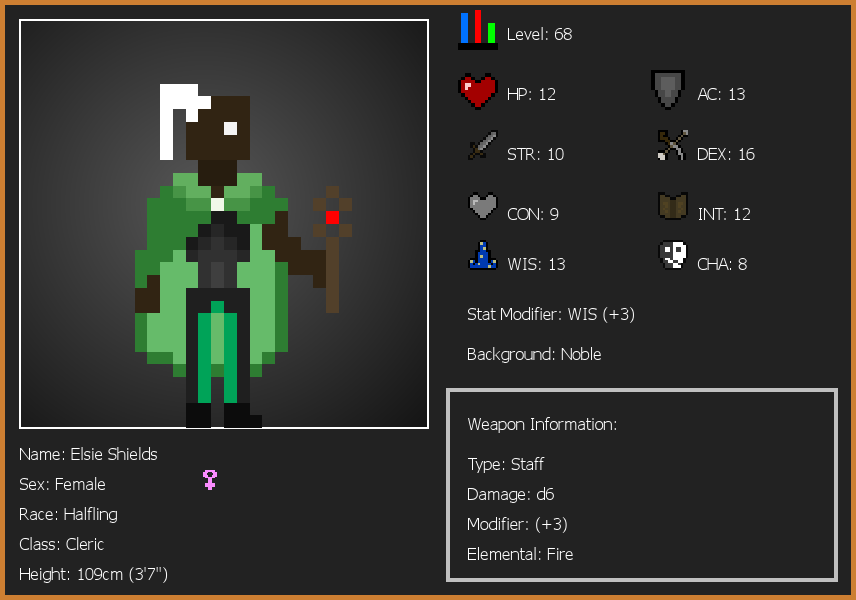 Level: 68
HP: 12
AC: 13
STR: 10
DEX: 16
CON: 9
INT: 12
WIS: 13
CHA: 8
Stat Modifier: WIS (+3)
Background: Noble
Weapon Information:
Type: Staff
Damage: d6
Modifier: (+3)
Elemental: Fire
Name: Elsie Shields
Sex: Female
Race: Halfling
Class: Cleric
Height: 109cm (3'7")